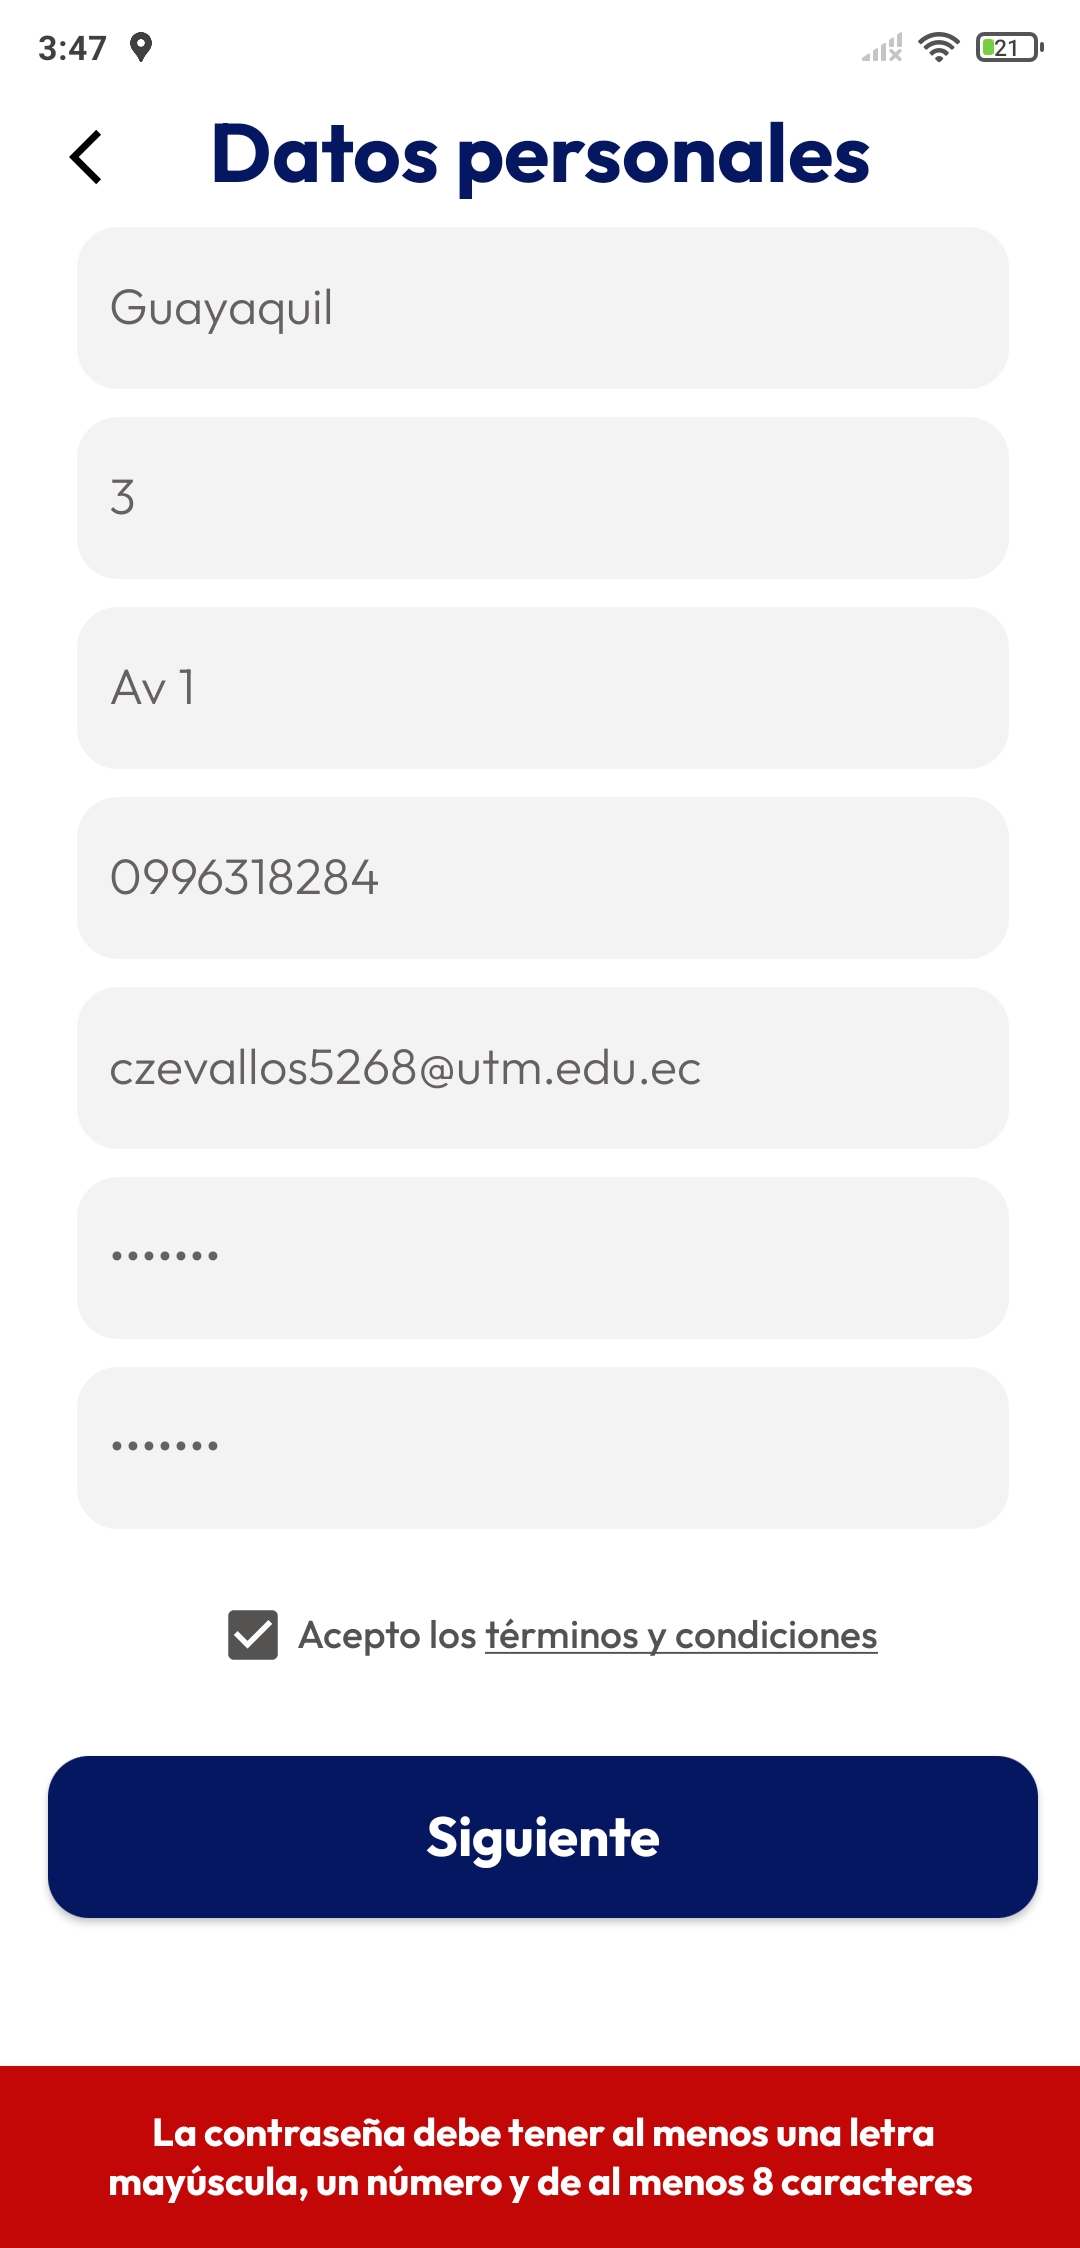 3:47
21
Datos personales
Guayaquil
3
Av 1
0996318284
czevallos5268@utm.edu.ec
•••••••
•••••••
Acepto los términos y condiciones
Siguiente
La contraseña debe tener al menos una letra
mayúscula, un número y de al menos 8 caracteres